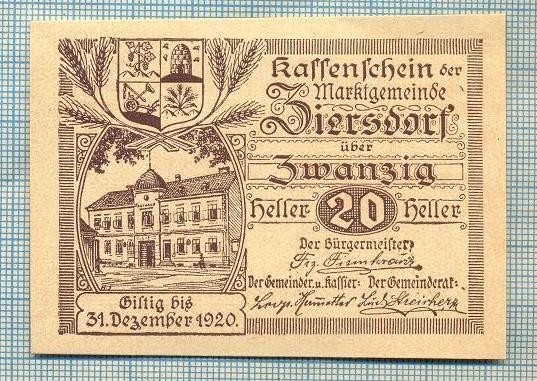 Kassenschein der
Marktgemeinde
Ziersdorf
über
Zwanzig
Heller 20 Heller
Der Bürgermeister
Der Gemeinder. u. Kassier: Der Gemeinderat:
Giltig bis
31. Dezember 1920.